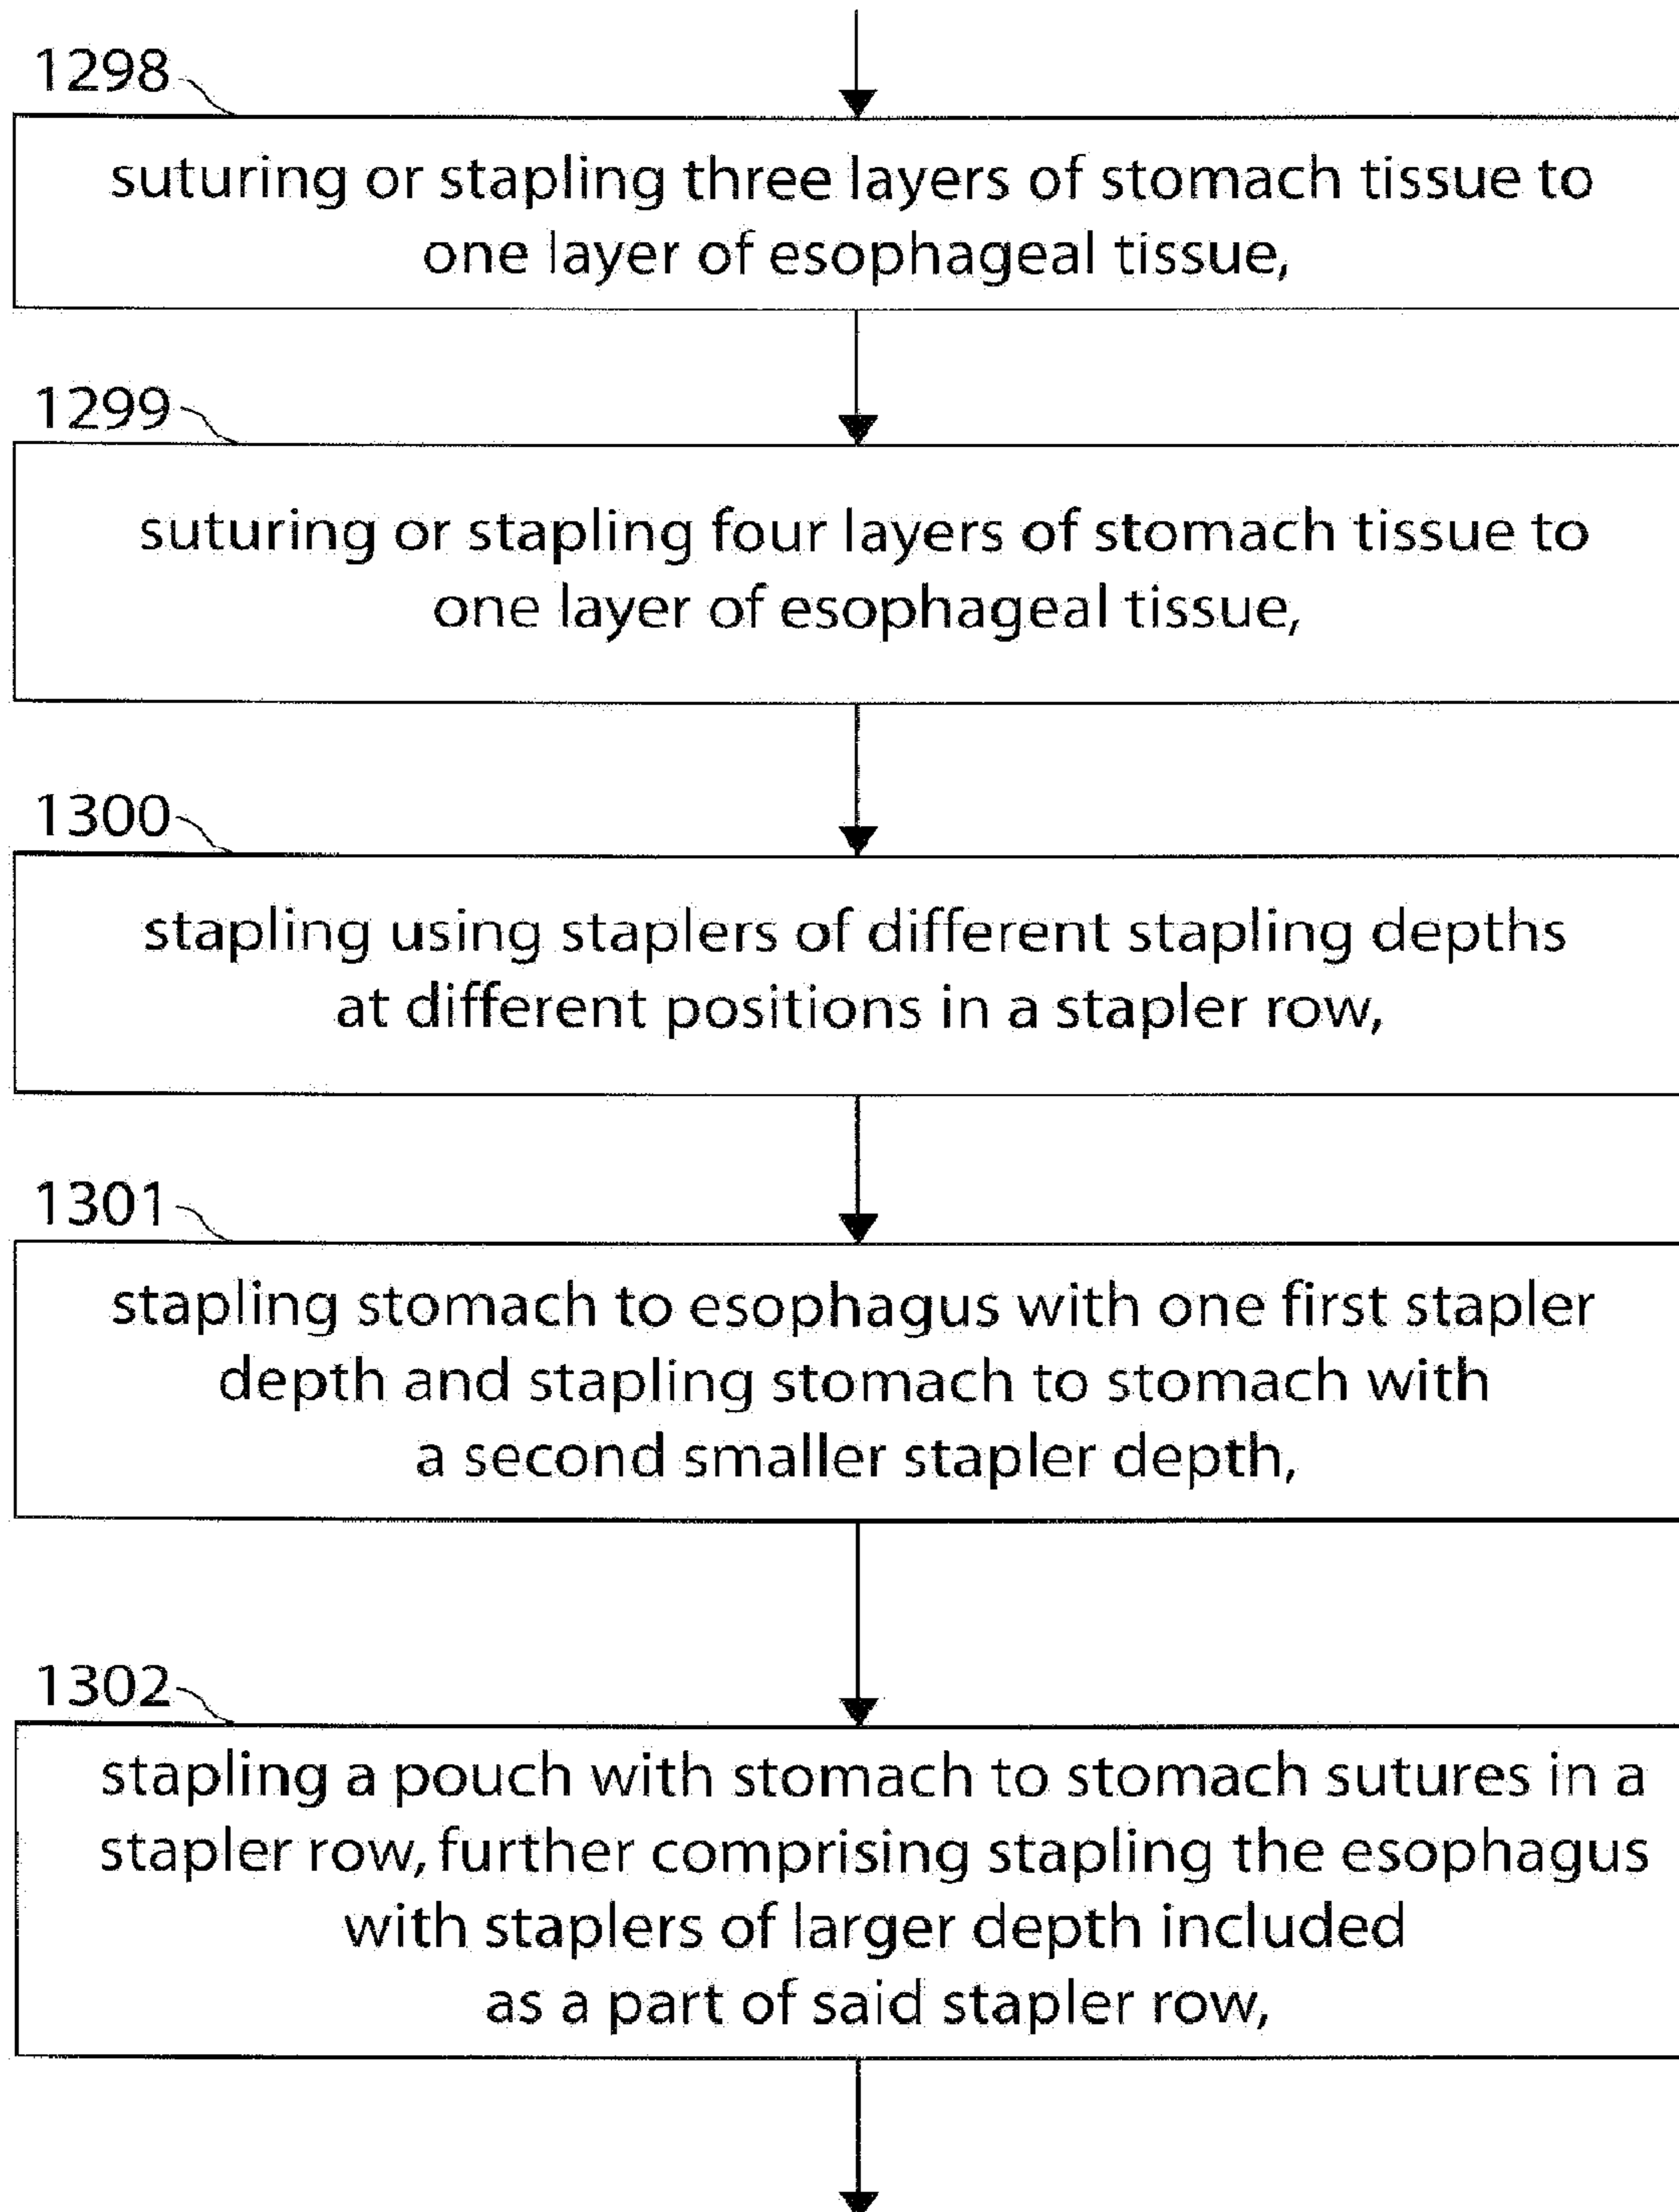 1298
suturing or stapling three layers of stomach tissue to
one layer of esophageal tissue,
1299
suturing or stapling four layers of stomach tissue to
one layer of esophageal tissue,
1300
stapling using staplers of different stapling depths
at different positions in a stapler row,
1301
stapling stomach to esophagus with one first stapler
depth and stapling stomach to stomach with
a second smaller stapler depth,
1302
stapling a pouch with stomach to stomach sutures in a
stapler row, further comprising stapling the esophagus
with staplers of larger depth included
as a part of said stapler row,